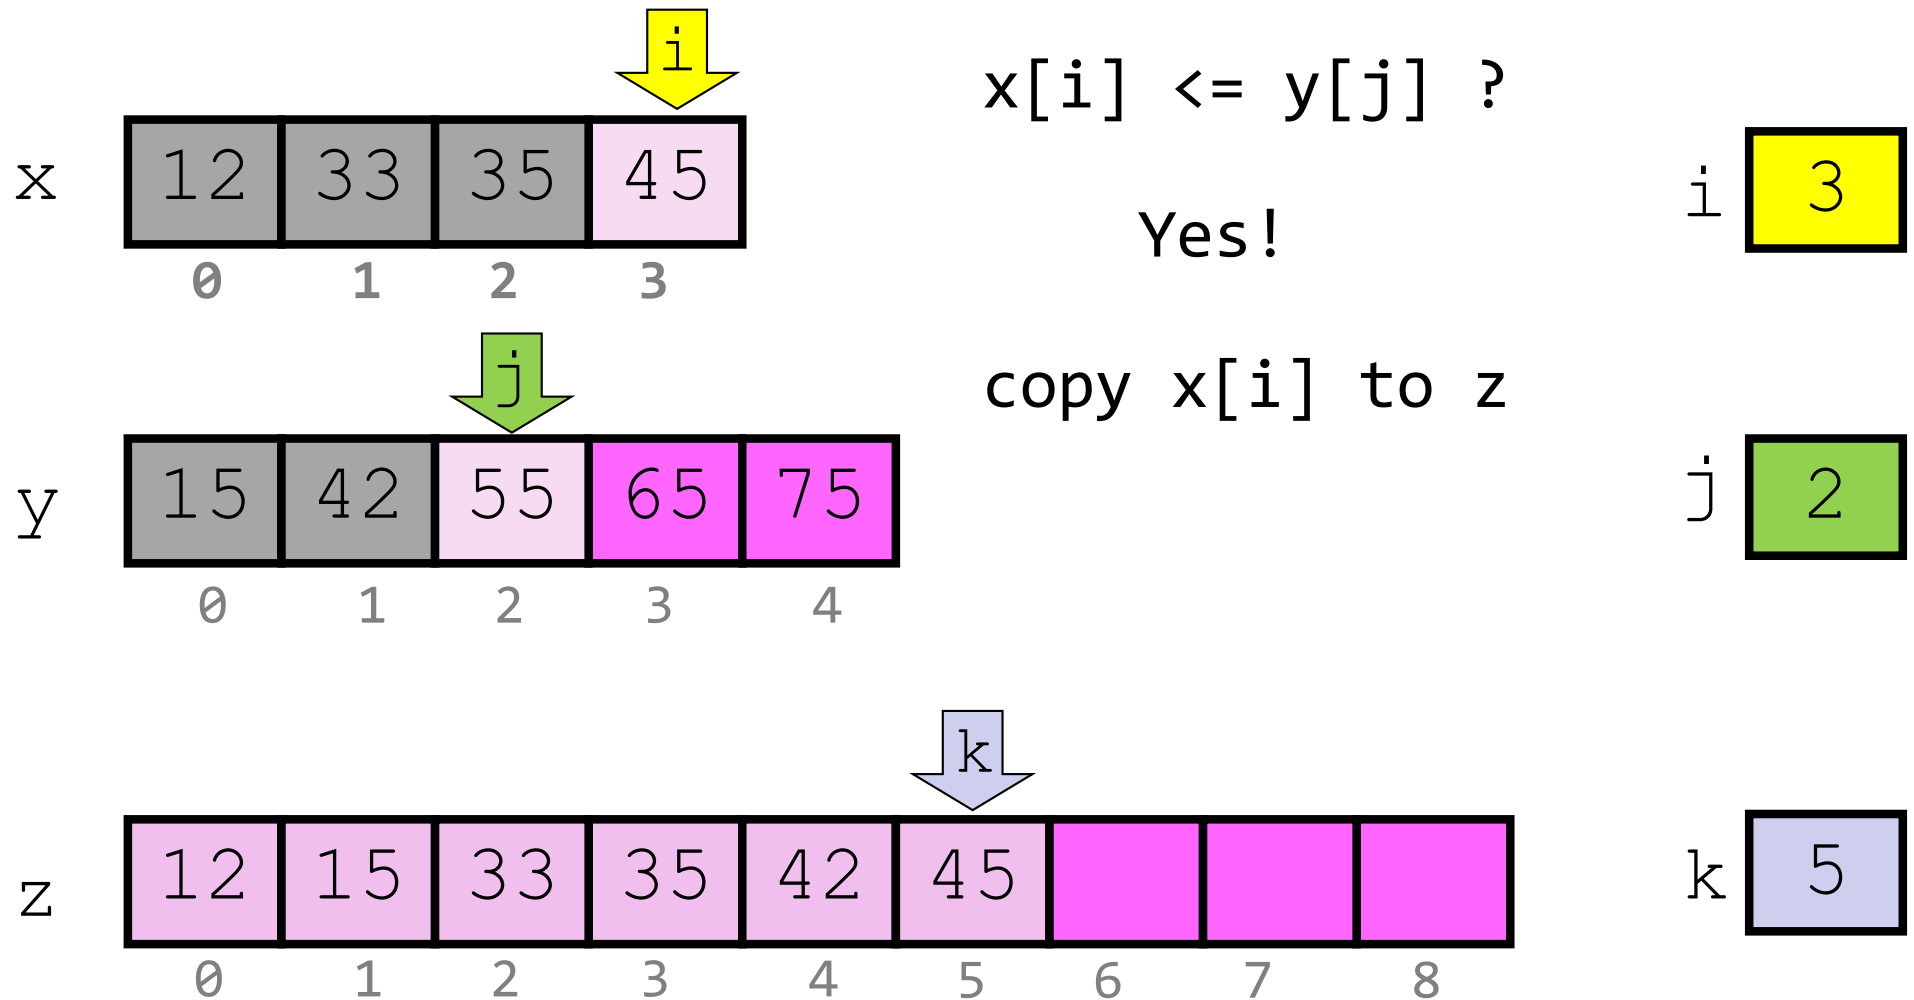 i
x[i] <= y[j] ?
x 12 33 35 45
i 3
0 1 2 3
Yes!
j
copy x[i] to z
y 15 42 55 65 75
j 2
0 1 2 3 4
k
z 12 15 33 35 42 45
k 5
0 1 2 3 4 5 6 7 8